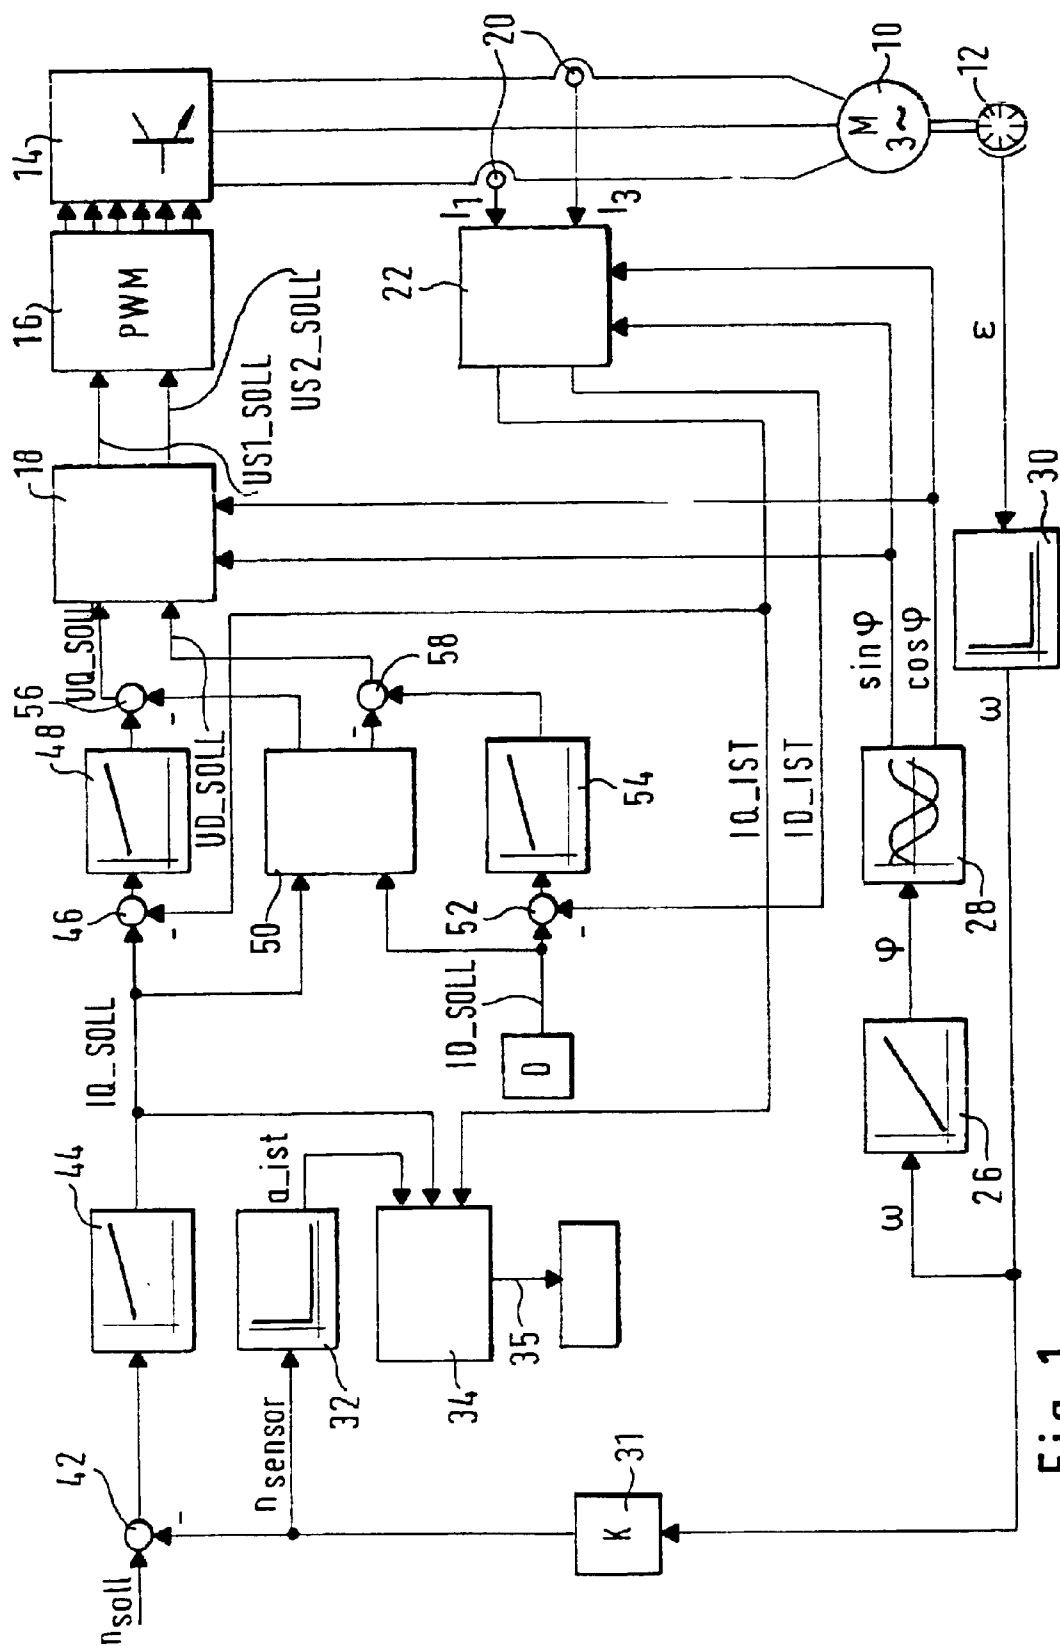 n soll
42
44
IQ_SOLL
46
48
56
UQ_SOLL
18
16
PWM
14
-
-
-
UD_SOLL
US1_SOLL
US2_SOLL
n sensor
32
a_ist
50
34
35
ID_SOLL
0
52
-
54
-
58
22
I1
I3
20
K
31
IQ_IST
ID_IST
M
3~
10
12
ω
26
φ
28
sinφ
cosφ
ω
30
ε
Fig. 1